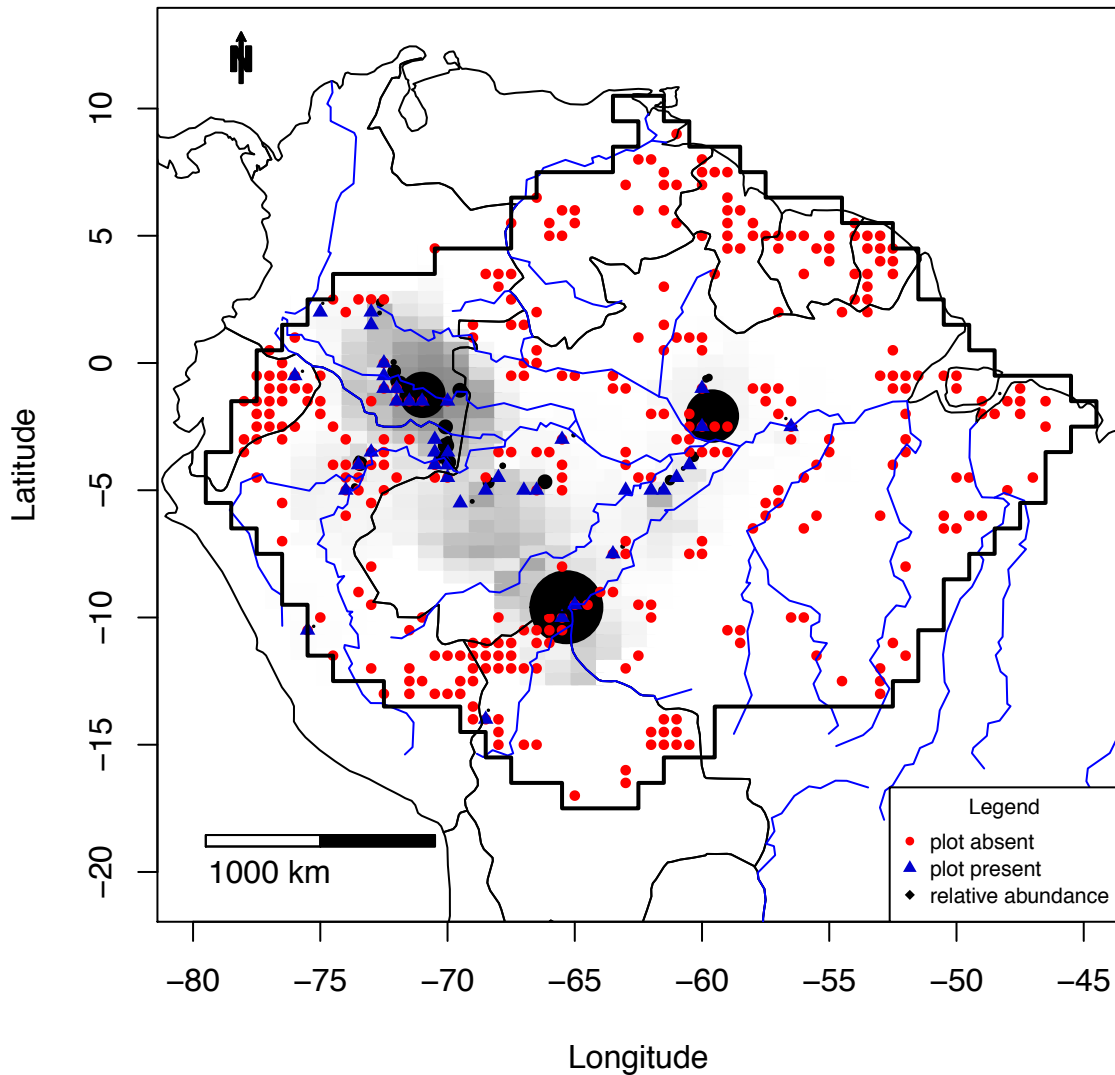 N
10
5
0
−5
−10
−15
−20
Latitude
1000 km
Legend
plot absent
plot present
relative abundance
−80
−75
−70
−65
−60
−55
−50
−45
Longitude